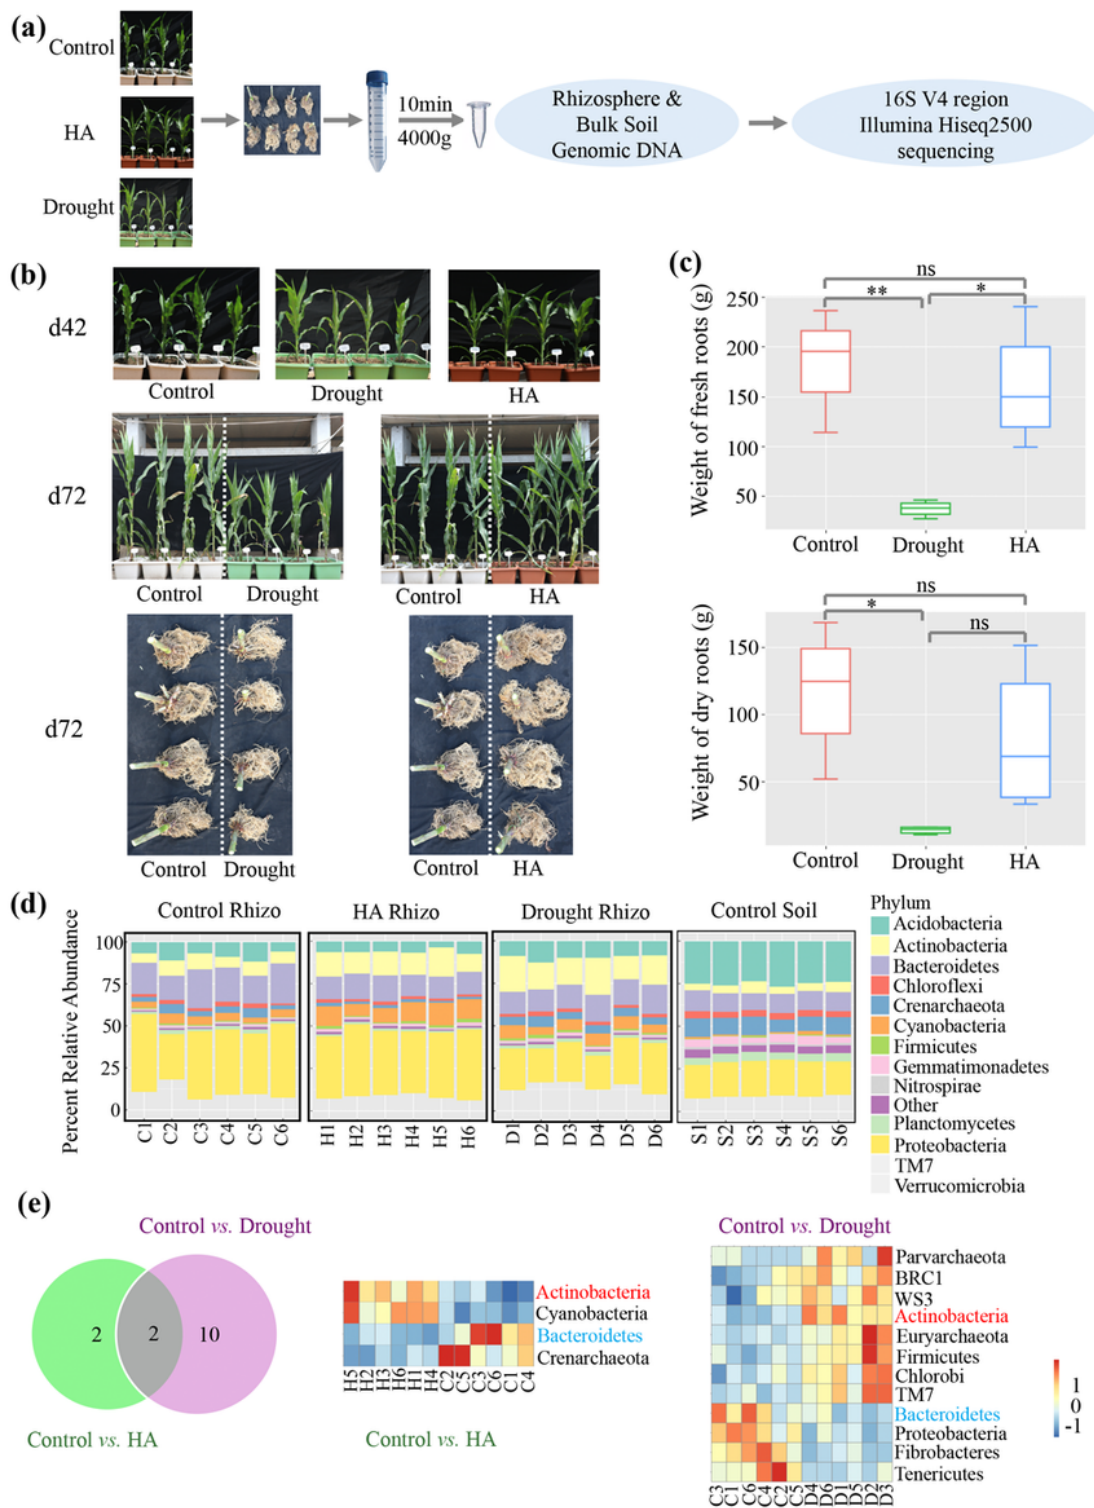 (a)
Control
HA
Drought
10min
4000g
Rhizosphere &
Bulk Soil
Genomic DNA
16S V4 region
Illumina Hiseq2500
sequencing
(b)
d42
Control
Drought
HA
d72
Control
Drought
Control
HA
d72
Control
Drought
Control
HA
(c)
Weight of fresh roots (g)
250
200
150
100
50
ns
**
*
Control
Drought
HA
Weight of dry roots (g)
150
100
50
ns
*
ns
Control
Drought
HA
(d)
Percent Relative Abundance
100
75
50
25
0
Control Rhizo
HA Rhizo
Drought Rhizo
Control Soil
C1 C2 C3 C4 C5 C6
H1 H2 H3 H4 H5 H6
D1 D2 D3 D4 D5 D6
S1 S2 S3 S4 S5 S6
Phylum
Acidobacteria
Actinobacteria
Bacteroidetes
Chloroflexi
Crenarchaeota
Cyanobacteria
Firmicutes
Gemmatimonadetes
Nitrospirae
Other
Planctomycetes
Proteobacteria
TM7
Verrucomicrobia
(e)
Control vs. Drought
2
2
10
Control vs. HA
Actinobacteria
Cyanobacteria
Bacteroidetes
Crenarchaeota
H5 H2 H3 H6 H1 H4 C2 C5 C3 C6 C1 C4
Control vs. HA
Control vs. Drought
Parvarchaeota
BRC1
WS3
Actinobacteria
Euryarchaeota
Firmicutes
Chlorobi
TM7
Bacteroidetes
Proteobacteria
Fibrobacteres
Tenericutes
C3 C1 C6 C4 C2 C5 D4 D6 D1 D5 D2 D3
1
0
-1